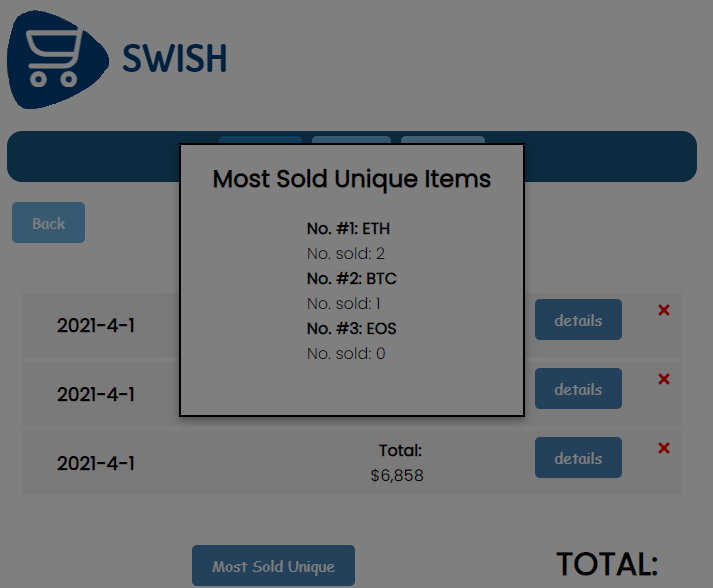 SWISH
Most Sold Unique Items
Back
No. #1: ETH
No. sold: 2
No. #2: BTC
No. sold: 1
No. #3: EOS
No. sold: 0
2021-4-1
details
2021-4-1
details
2021-4-1
Total:
$6,858
details
Most Sold Unique
TOTAL: